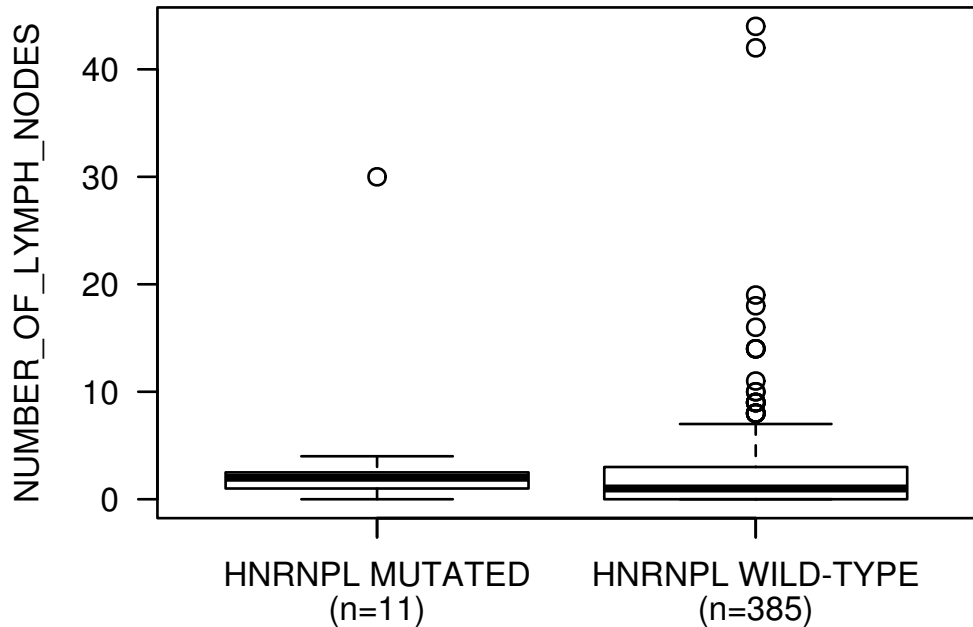 NUMBER_OF_LYMPH_NODES
40
30
20
10
0
HNRNPL MUTATED
(n=11)
HNRNPL WILD-TYPE
(n=385)